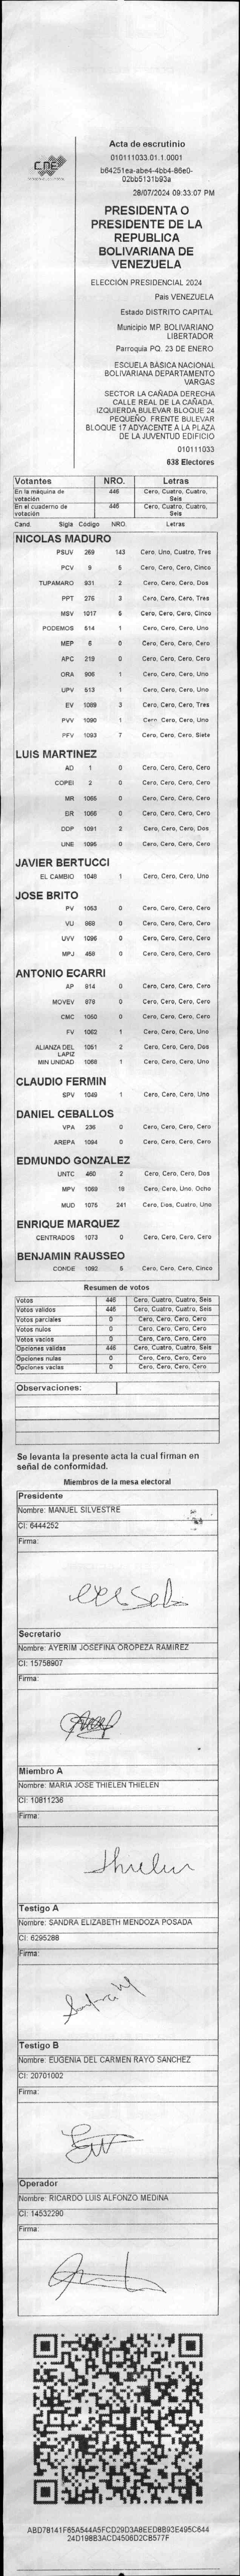 CNE
Acta de escrutinio
010111033.01.1.0001
b64251ea-abe4-4bb4-86e0-
02bb5131b93a
28/07/2024 09:33:07 PM
PRESIDENTA O
PRESIDENTE DE LA
REPUBLICA
BOLIVARIANA DE
VENEZUELA
ELECCIÓN PRESIDENCIAL 2024
Pais VENEZUELA
Estado DISTRITO CAPITAL
Municipio MP. BOLIVARIANO
LIBERTADOR
Parroquia PQ. 23 DE ENERO
ESCUELA BÁSICA NACIONAL
BOLIVARIANA DEPARTAMENTO
VARGAS
SECTOR LA CAÑADA DERECHA
CALLE REAL DE LA CAÑADA.
IZQUIERDA BULEVAR BLOQUE 24
PEQUEÑO. FRENTE BULEVAR
BLOQUE 17 ADYACENTE A LA PLAZA
DE LA JUVENTUD EDIFICIO
010111033
638 Electores
Votantes NRO. Letras
En la máquina de votación 446 Cero, Cuatro, Cuatro, Seis
En el cuaderno de votación 446 Cero, Cuatro, Cuatro, Seis
Cand. Sigla Código NRO. Letras
NICOLAS MADURO
PSUV 269 143 Cero, Uno, Cuatro, Tres
PCV 9 5 Cero, Cero, Cero, Cinco
TUPAMARO 931 2 Cero, Cero, Cero, Dos
PPT 275 3 Cero, Cero, Cero, Tres
MSV 1017 5 Cero, Cero, Cero, Cinco
PODEMOS 514 1 Cero, Cero, Cero, Uno
MEP 6 0 Cero, Cero, Cero, Cero
APC 219 0 Cero, Cero, Cero, Cero
ORA 906 1 Cero, Cero, Cero, Uno
UPV 513 1 Cero, Cero, Cero, Uno
EV 1089 3 Cero, Cero, Cero, Tres
PVV 1090 1 Cero, Cero, Cero, Uno
PFV 1093 7 Cero, Cero, Cero, Siete
LUIS MARTINEZ
AD 1 0 Cero, Cero, Cero, Cero
COPEI 2 0 Cero, Cero, Cero, Cero
MR 1065 0 Cero, Cero, Cero, Cero
BR 1066 0 Cero, Cero, Cero, Cero
DDP 1091 2 Cero, Cero, Cero, Dos
UNE 1095 0 Cero, Cero, Cero, Cero
JAVIER BERTUCCI
EL CAMBIO 1048 1 Cero, Cero, Cero, Uno
JOSE BRITO
PV 1053 0 Cero, Cero, Cero, Cero
VU 868 0 Cero, Cero, Cero, Cero
UVV 1096 0 Cero, Cero, Cero, Cero
MPJ 458 0 Cero, Cero, Cero, Cero
ANTONIO ECARRI
AP 814 0 Cero, Cero, Cero, Cero
MOVEV 978 0 Cero, Cero, Cero, Cero
CMC 1050 0 Cero, Cero, Cero, Cero
FV 1062 1 Cero, Cero, Cero, Uno
ALIANZA DEL LAPIZ 1051 2 Cero, Cero, Cero, Dos
MIN UNIDAD 1068 1 Cero, Cero, Cero, Uno
CLAUDIO FERMIN
SPV 1049 1 Cero, Cero, Cero, Uno
DANIEL CEBALLOS
VPA 236 0 Cero, Cero, Cero, Cero
AREPA 1094 0 Cero, Cero, Cero, Cero
EDMUNDO GONZALEZ
UNTC 460 2 Cero, Cero, Cero, Dos
MPV 1069 18 Cero, Cero, Uno, Ocho
MUD 1075 241 Cero, Dos, Cuatro, Uno
ENRIQUE MARQUEZ
CENTRADOS 1073 0 Cero, Cero, Cero, Cero
BENJAMIN RAUSSEO
CONDE 1092 5 Cero, Cero, Cero, Cinco
Resumen de votos
Votos 446 Cero, Cuatro, Cuatro, Seis
Votos válidos 446 Cero, Cuatro, Cuatro, Seis
Votos parciales 0 Cero, Cero, Cero, Cero
Votos nulos 0 Cero, Cero, Cero, Cero
Votos vacíos 0 Cero, Cero, Cero, Cero
Opciones válidas 446 Cero, Cuatro, Cuatro, Seis
Opciones nulas 0 Cero, Cero, Cero, Cero
Opciones vacías 0 Cero, Cero, Cero, Cero
Observaciones:
Se levanta la presente acta la cual firman en
señal de conformidad.
Miembros de la mesa electoral
Presidente
Nombre: MANUEL SILVESTRE
CI: 6444252
Firma:
Secretario
Nombre: AYERIM JOSEFINA OROPEZA RAMIREZ
CI: 15758907
Firma:
Miembro A
Nombre: MARIA JOSE THIELEN THIELEN
CI: 10811236
Firma:
Thielen
Testigo A
Nombre: SANDRA ELIZABETH MENDOZA POSADA
CI: 6295288
Firma:
Testigo B
Nombre: EUGENIA DEL CARMEN RAYO SANCHEZ
CI: 20701002
Firma:
Operador
Nombre: RICARDO LUIS ALFONZO MEDINA
CI: 14532290
Firma:
ABD78141F65A544A5FCD29D3A8EED8B93E495C644
24D198B3ACD4506D2CB577F